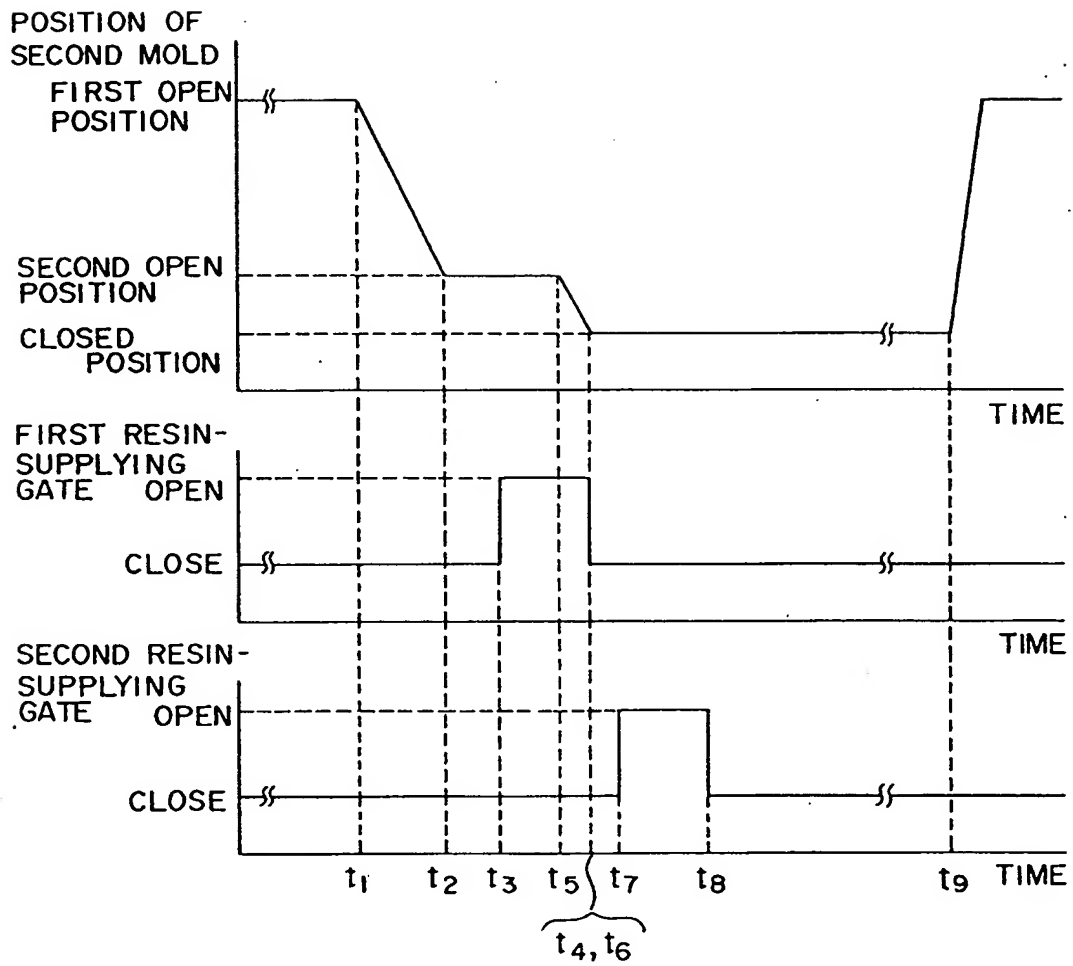 POSITION OF
SECOND MOLD
FIRST OPEN
POSITION
SECOND OPEN
POSITION
CLOSED
POSITION
TIME
FIRST RESIN-
SUPPLYING
GATE OPEN
CLOSE
TIME
SECOND RESIN-
SUPPLYING
GATE OPEN
CLOSE
t1 t2 t3 t5 t7 t8 t9 TIME
t4, t6